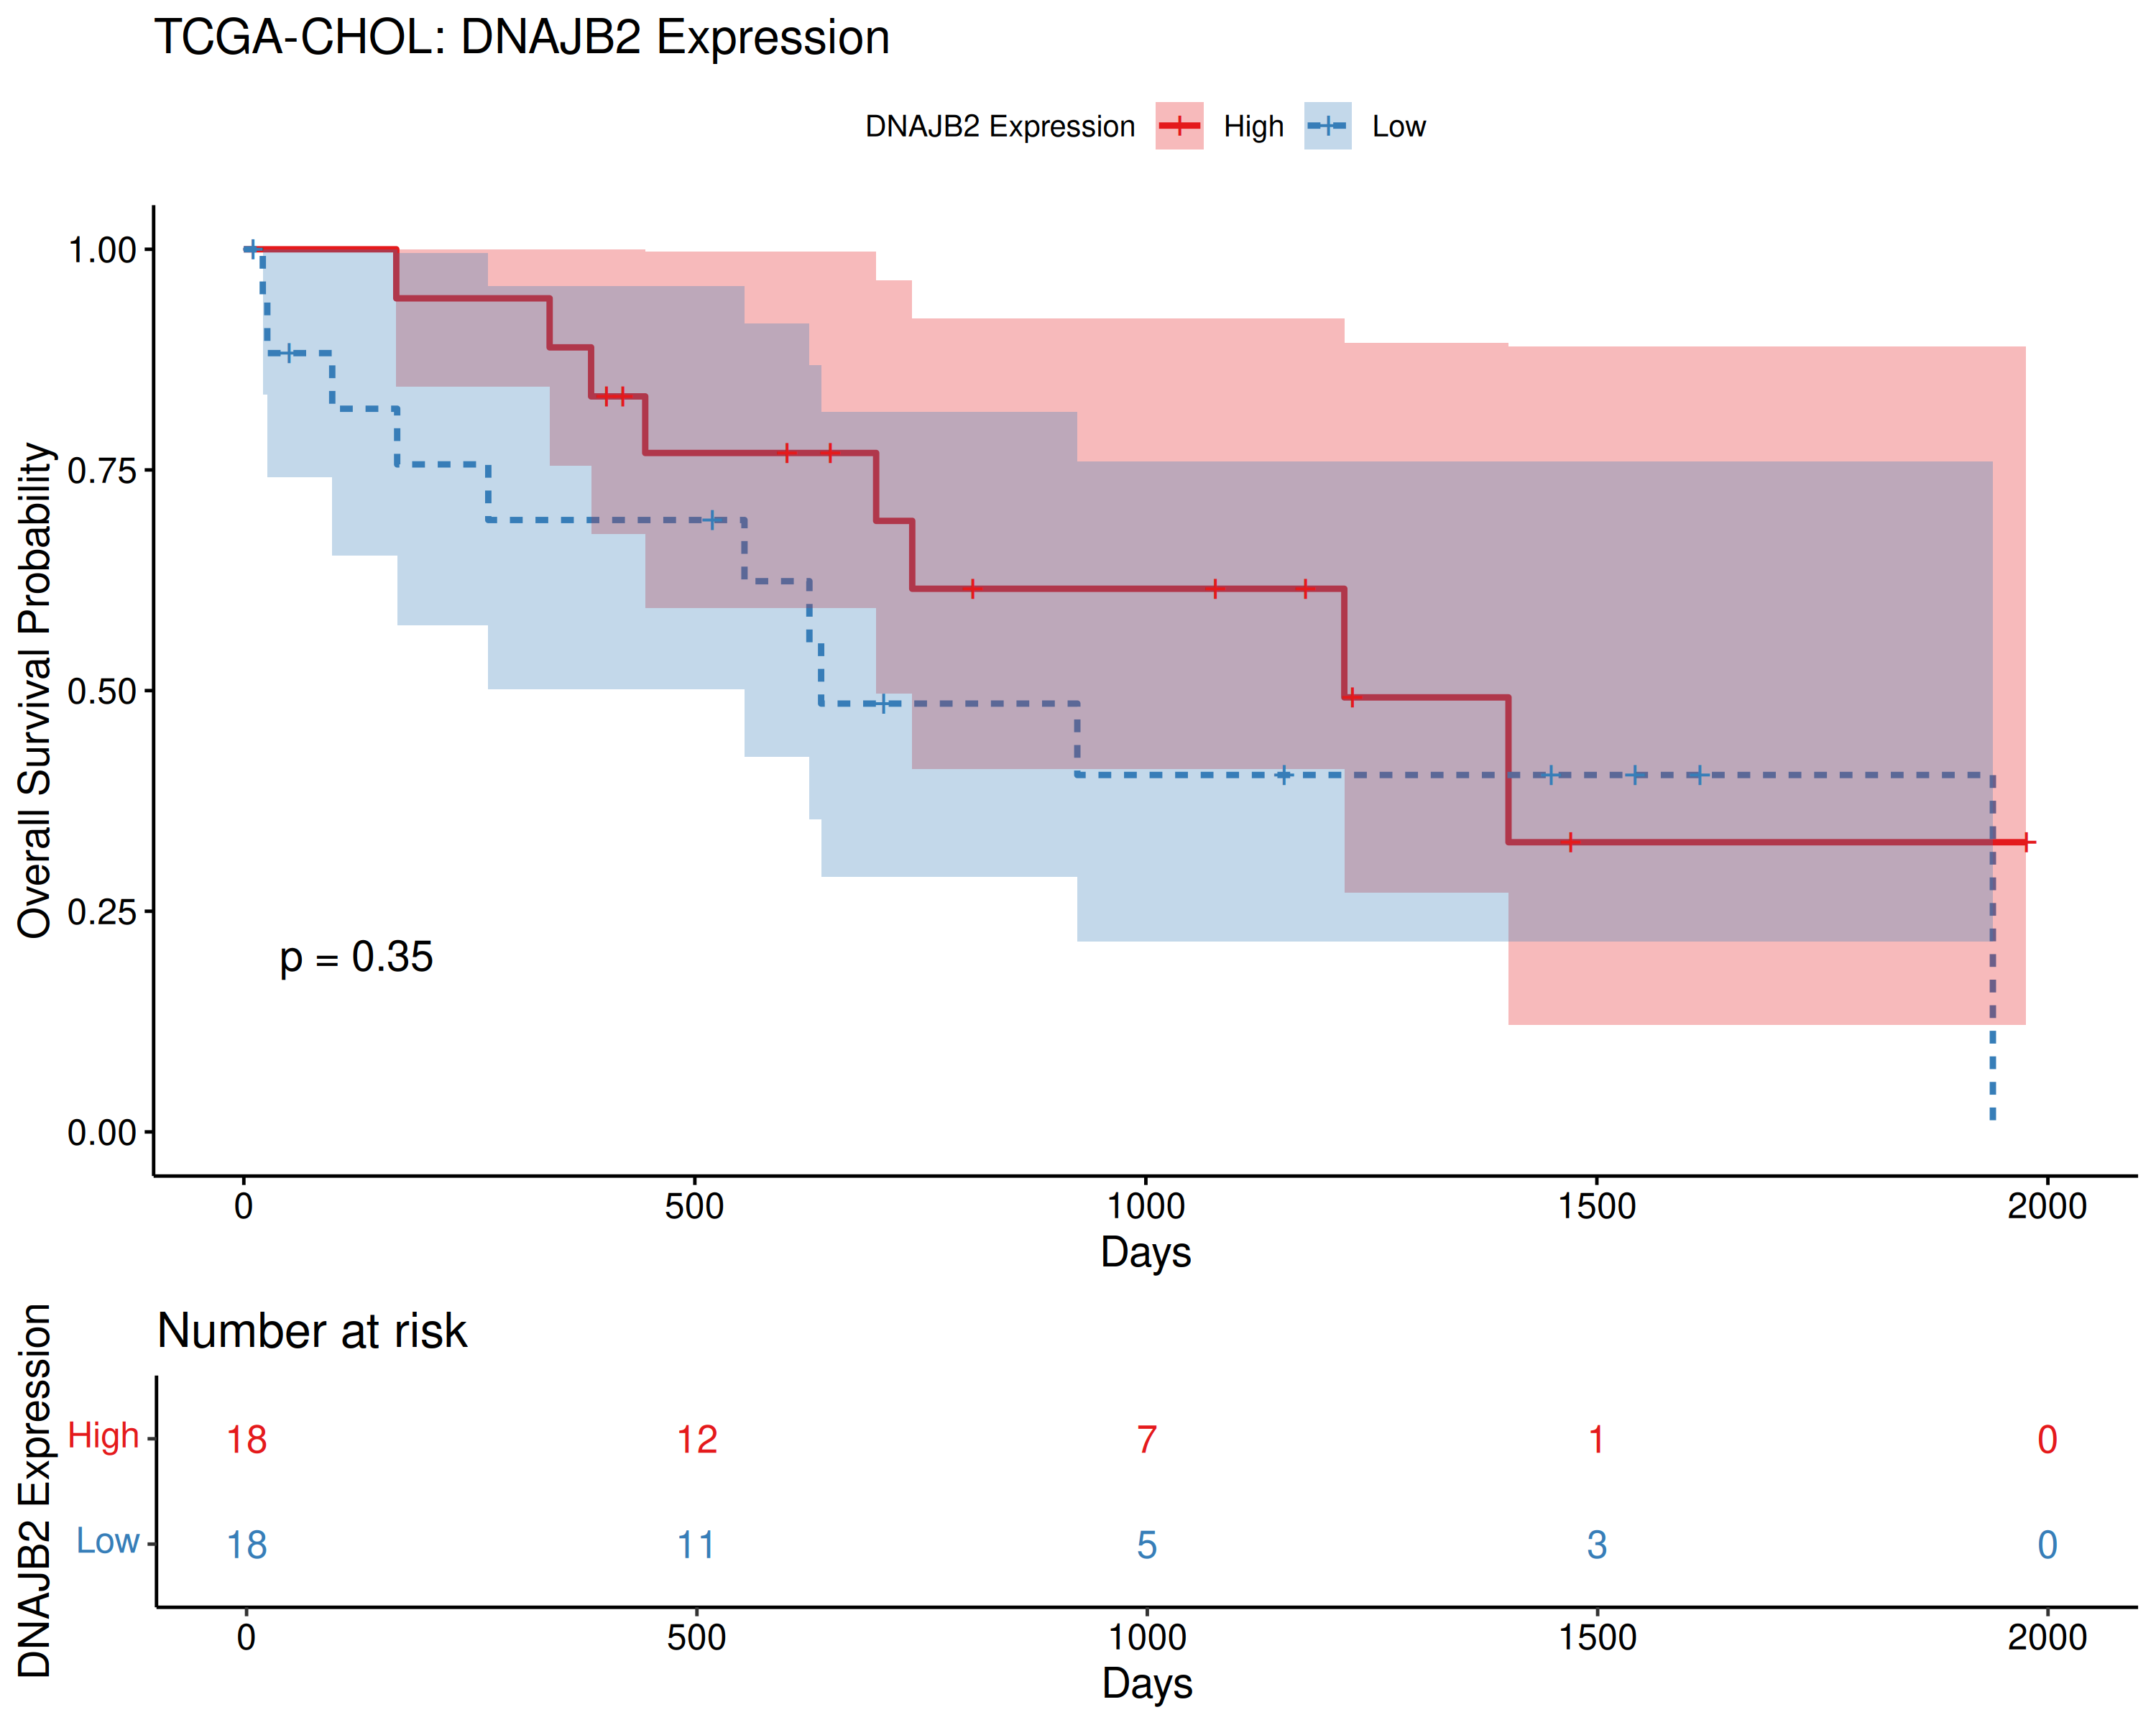 TCGA-CHOL: DNAJB2 Expression
DNAJB2 Expression High Low
Overall Survival Probability
1.00
0.75
0.50
0.25
0.00
p = 0.35
0 500 1000 1500 2000
Days
Number at risk
DNAJB2 Expression
High 18 12 7 1 0
Low 18 11 5 3 0
0 500 1000 1500 2000
Days